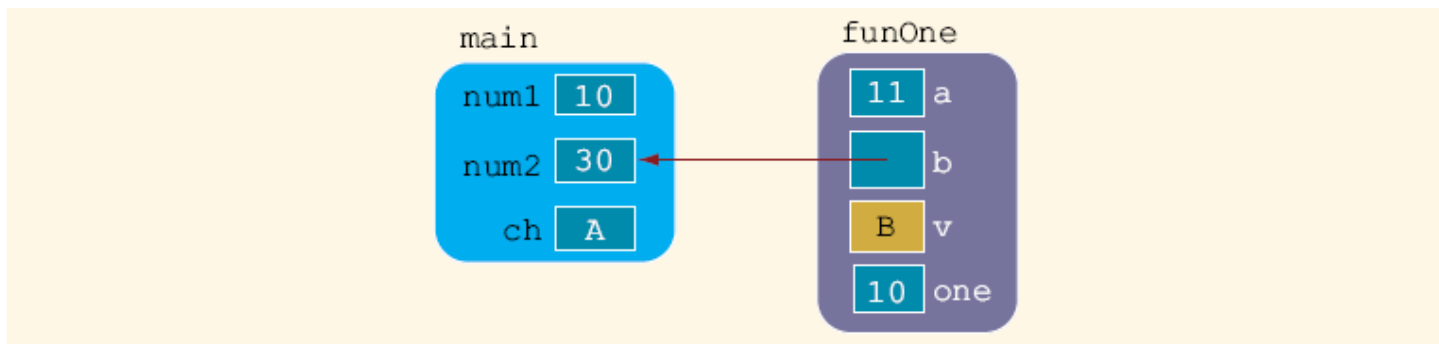 main
funOne
num1 10
11 a
num2 30
b
ch A
B v
10 one